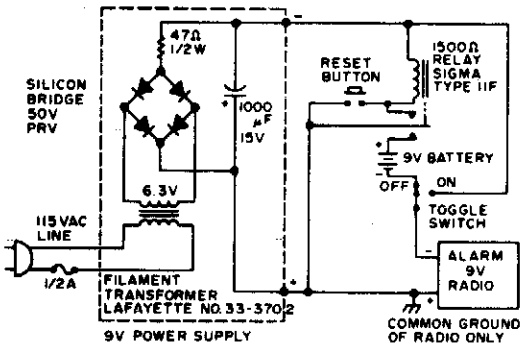 47Ω
1/2W
SILICON
BRIDGE
50V
PRV
+
1000
µF
15V
6.3V
115VAC
LINE
1/2A
FILAMENT
TRANSFORMER
LAFAYETTE NO. 33-3702
9V POWER SUPPLY
-
+
RESET
BUTTON
1500Ω
RELAY
SIGMA
TYPE 11F
+
9V BATTERY
-
OFF
ON
TOGGLE
SWITCH
-
ALARM
9V
RADIO
+
COMMON GROUND
OF RADIO ONLY